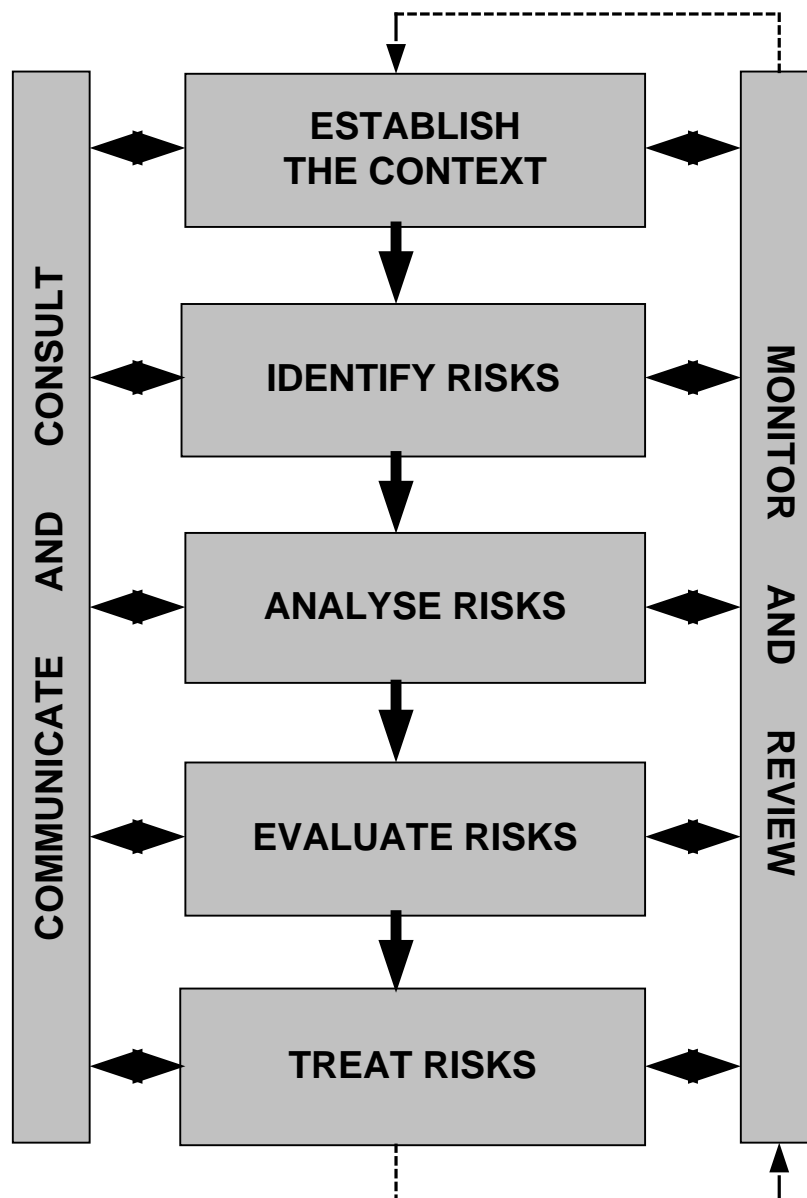 ESTABLISH
THE CONTEXT
IDENTIFY RISKS
ANALYSE RISKS
EVALUATE RISKS
TREAT RISKS
COMMUNICATE AND CONSULT
MONITOR AND REVIEW